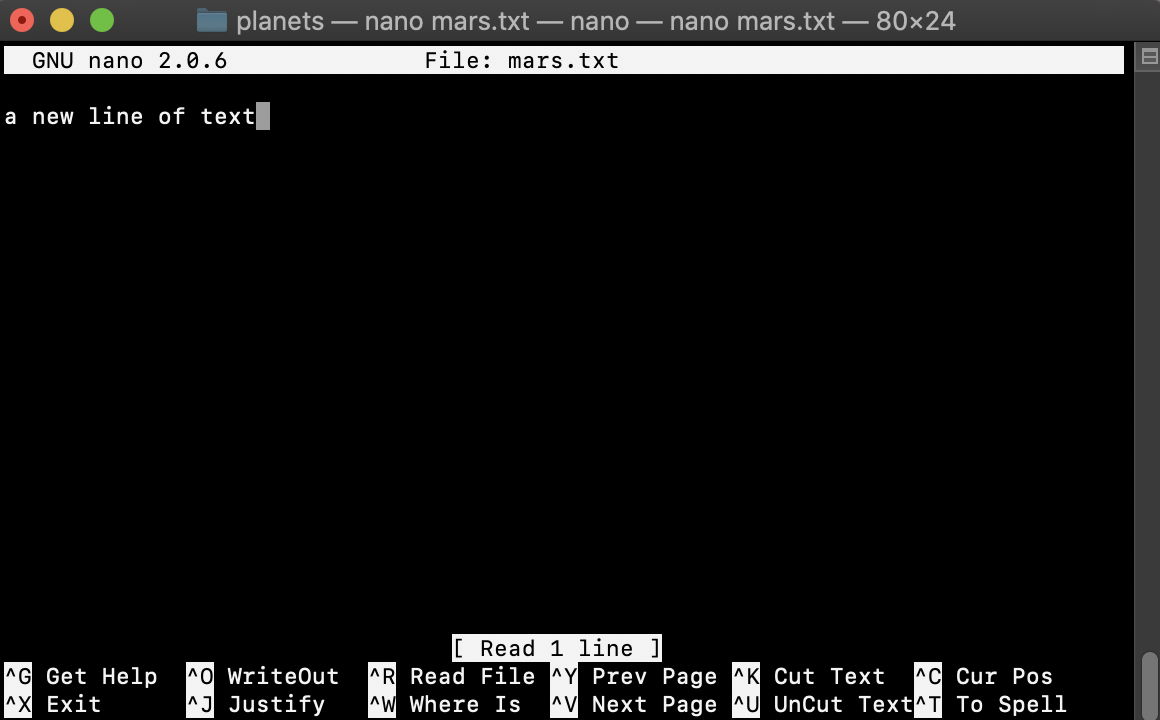 planets — nano mars.txt — nano — nano mars.txt — 80×24
GNU nano 2.0.6 File: mars.txt
a new line of text
[ Read 1 line ]
^G Get Help ^O WriteOut ^R Read File ^Y Prev Page ^K Cut Text ^C Cur Pos
^X Exit ^J Justify ^W Where Is ^V Next Page ^U UnCut Text^T To Spell